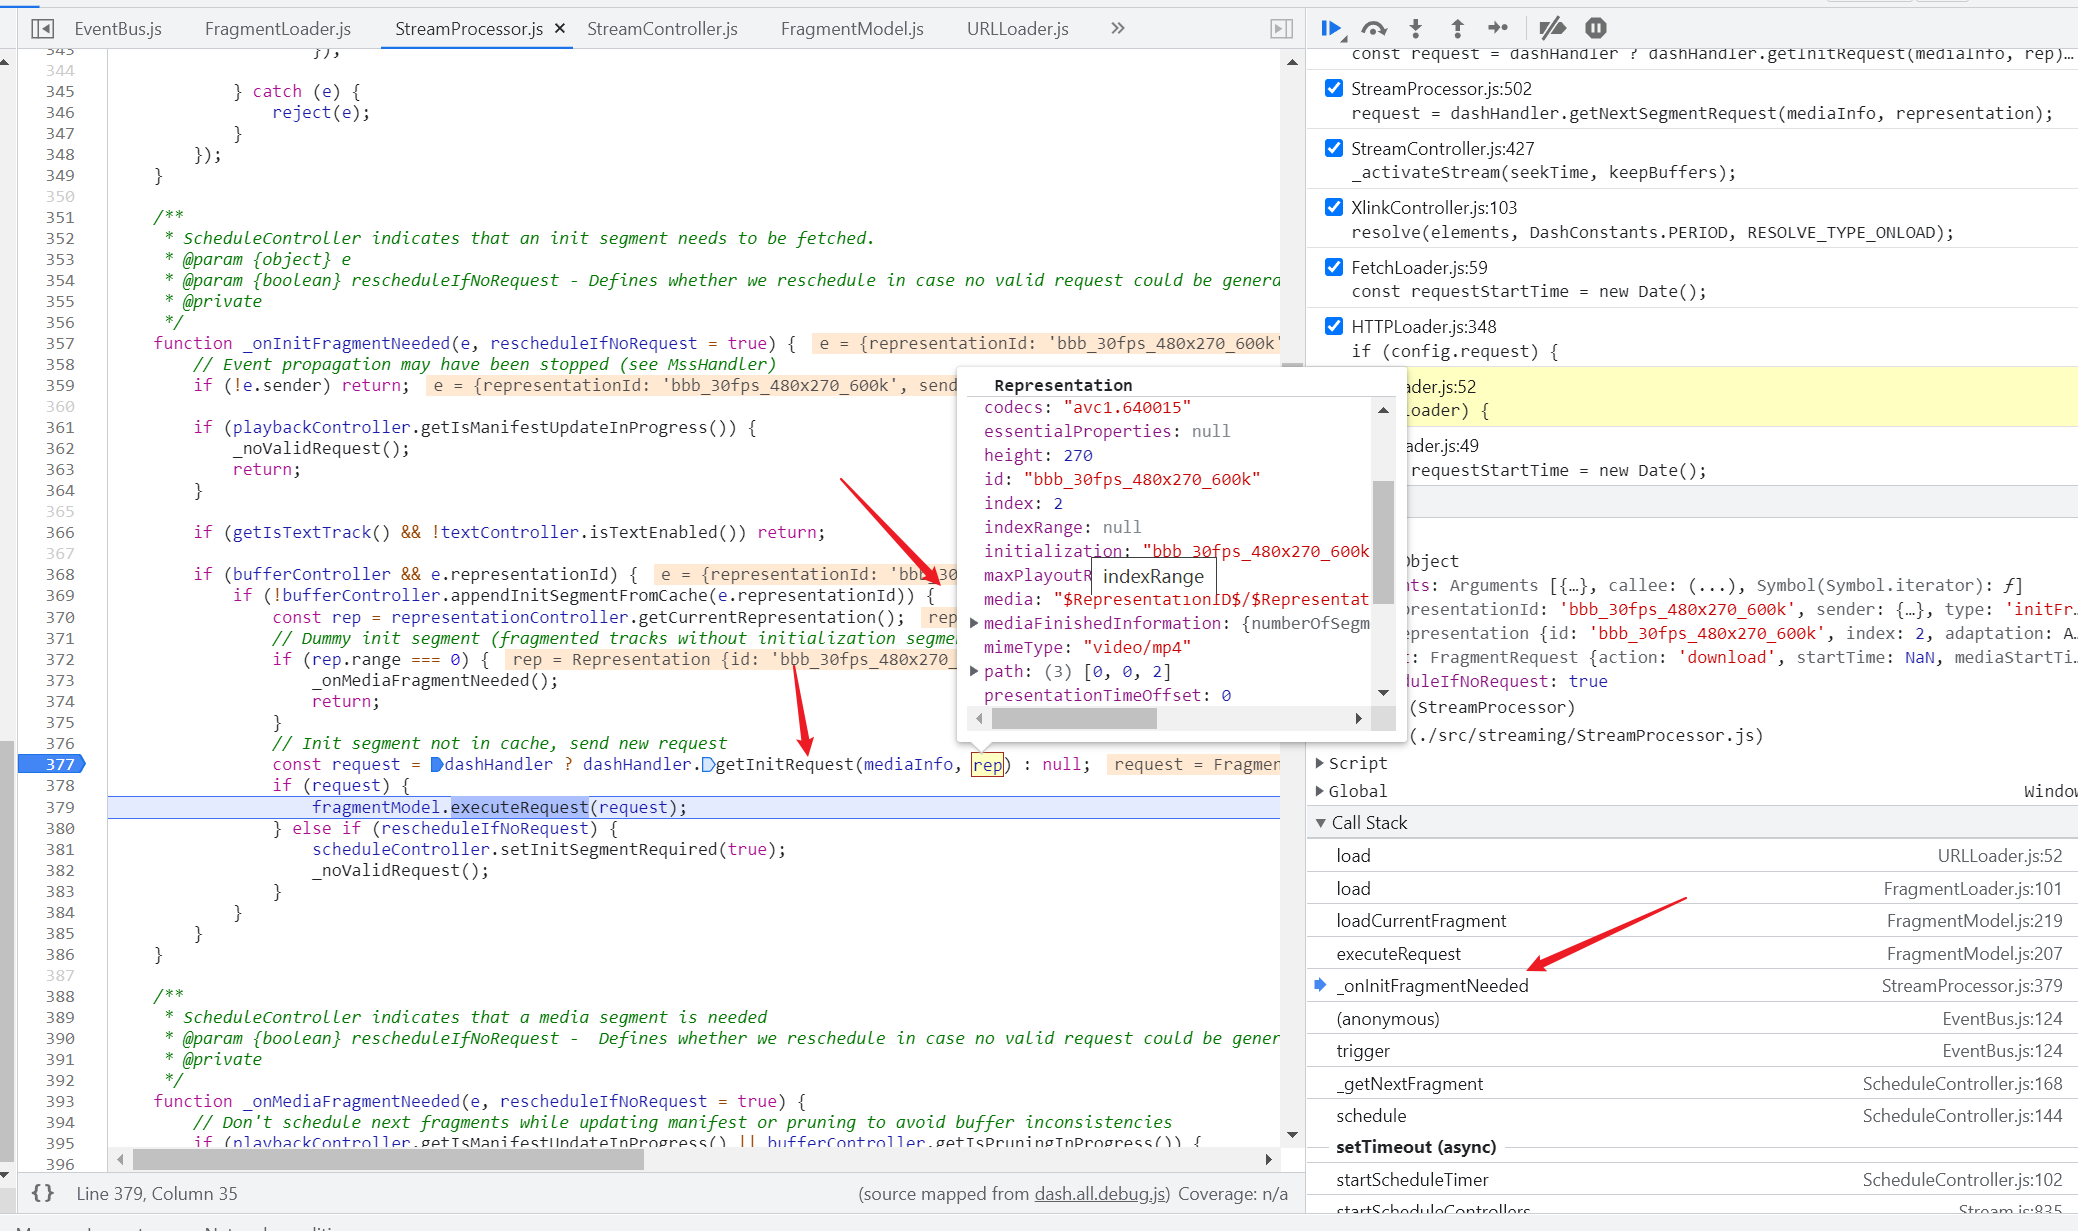 EventBus.js FragmentLoader.js StreamProcessor.js × StreamController.js FragmentModel.js URLLoader.js »
343 });
344
345 } catch (e) {
346 reject(e);
347 }
348 });
349 }
350
351 /**
352 * ScheduleController indicates that an init segment needs to be fetched.
353 * @param {object} e
354 * @param {boolean} rescheduleIfNoRequest - Defines whether we reschedule in case no valid request could be genera
355 * @private
356 */
357 function _onInitFragmentNeeded(e, rescheduleIfNoRequest = true) { e = {representationId: 'bbb_30fps_480x270_600k'
358 // Event propagation may have been stopped (see MssHandler)
359 if (!e.sender) return; e = {representationId: 'bbb_30fps_480x270_600k', send
360
361 if (playbackController.getIsManifestUpdateInProgress()) {
362 _noValidRequest();
363 return;
364 }
365
366 if (getIsTextTrack() && !textController.isTextEnabled()) return;
367
368 if (bufferController && e.representationId) { e = {representationId: 'bbb_30
369 if (!bufferController.appendInitSegmentFromCache(e.representationId)) {
370 const rep = representationController.getCurrentRepresentation(); rep
371 // Dummy init segment (fragmented tracks without initialization segme
372 if (rep.range === 0) { rep = Representation {id: 'bbb_30fps_480x270_
373 _onMediaFragmentNeeded();
374 return;
375 }
376 // Init segment not in cache, send new request
377 const request = dashHandler ? dashHandler.getInitRequest(mediaInfo, rep) : null; request = Fragmen
378 if (request) {
379 fragmentModel.executeRequest(request);
380 } else if (rescheduleIfNoRequest) {
381 scheduleController.setInitSegmentRequired(true);
382 _noValidRequest();
383 }
384 }
385 }
386 }
387
388 /**
389 * ScheduleController indicates that a media segment is needed
390 * @param {boolean} rescheduleIfNoRequest - Defines whether we reschedule in case no valid request could be gener
391 * @private
392 */
393 function _onMediaFragmentNeeded(e, rescheduleIfNoRequest = true) {
394 // Don't schedule next fragments while updating manifest or pruning to avoid buffer inconsistencies
395 if (playbackController.getIsManifestUpdateInProgress() || bufferController.getIsPruningInProgress()) {
396
{} Line 379, Column 35 (source mapped from dash.all.debug.js) Coverage: n/a
Representation
codecs: "avc1.640015"
essentialProperties: null
height: 270
id: "bbb_30fps_480x270_600k"
index: 2
indexRange: null
initialization: "bbb_30fps_480x270_600k
maxPlayoutR
indexRange
media: "$RepresentationID$/$Representat
mediaFinishedInformation: {numberOfSegm
mimeType: "video/mp4"
path: (3) [0, 0, 2]
presentationTimeOffset: 0
const request = dashHandler ? dashHandler.getInitRequest(mediaInfo, rep)…
StreamProcessor.js:502
request = dashHandler.getNextSegmentRequest(mediaInfo, representation);
StreamController.js:427
_activateStream(seekTime, keepBuffers);
XlinkController.js:103
resolve(elements, DashConstants.PERIOD, RESOLVE_TYPE_ONLOAD);
FetchLoader.js:59
const requestStartTime = new Date();
HTTPLoader.js:348
if (config.request) {
ader.js:52
oader) {
ader.js:49
requestStartTime = new Date();
Object
nts: Arguments [{…}, callee: (...), Symbol(Symbol.iterator): ƒ]
presentationId: 'bbb_30fps_480x270_600k', sender: {…}, type: 'initFr…
epresentation {id: 'bbb_30fps_480x270_600k', index: 2, adaptation: A…
t: FragmentRequest {action: 'download', startTime: NaN, mediaStartTi…
duleIfNoRequest: true
(StreamProcessor)
(./src/streaming/StreamProcessor.js)
Script
Global Window
Call Stack
load URLLoader.js:52
load FragmentLoader.js:101
loadCurrentFragment FragmentModel.js:219
executeRequest FragmentModel.js:207
_onInitFragmentNeeded StreamProcessor.js:379
(anonymous) EventBus.js:124
trigger EventBus.js:124
_getNextFragment ScheduleController.js:168
schedule ScheduleController.js:144
setTimeout (async)
startScheduleTimer ScheduleController.js:102
startScheduleControllers Stream.js:835